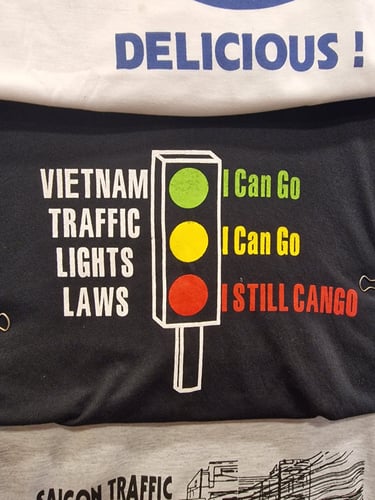 DELICIOUS !
VIETNAM
TRAFFIC
LIGHTS
LAWS
I Can Go
I Can Go
I STILL CANGO
SAIGON TRAFFIC